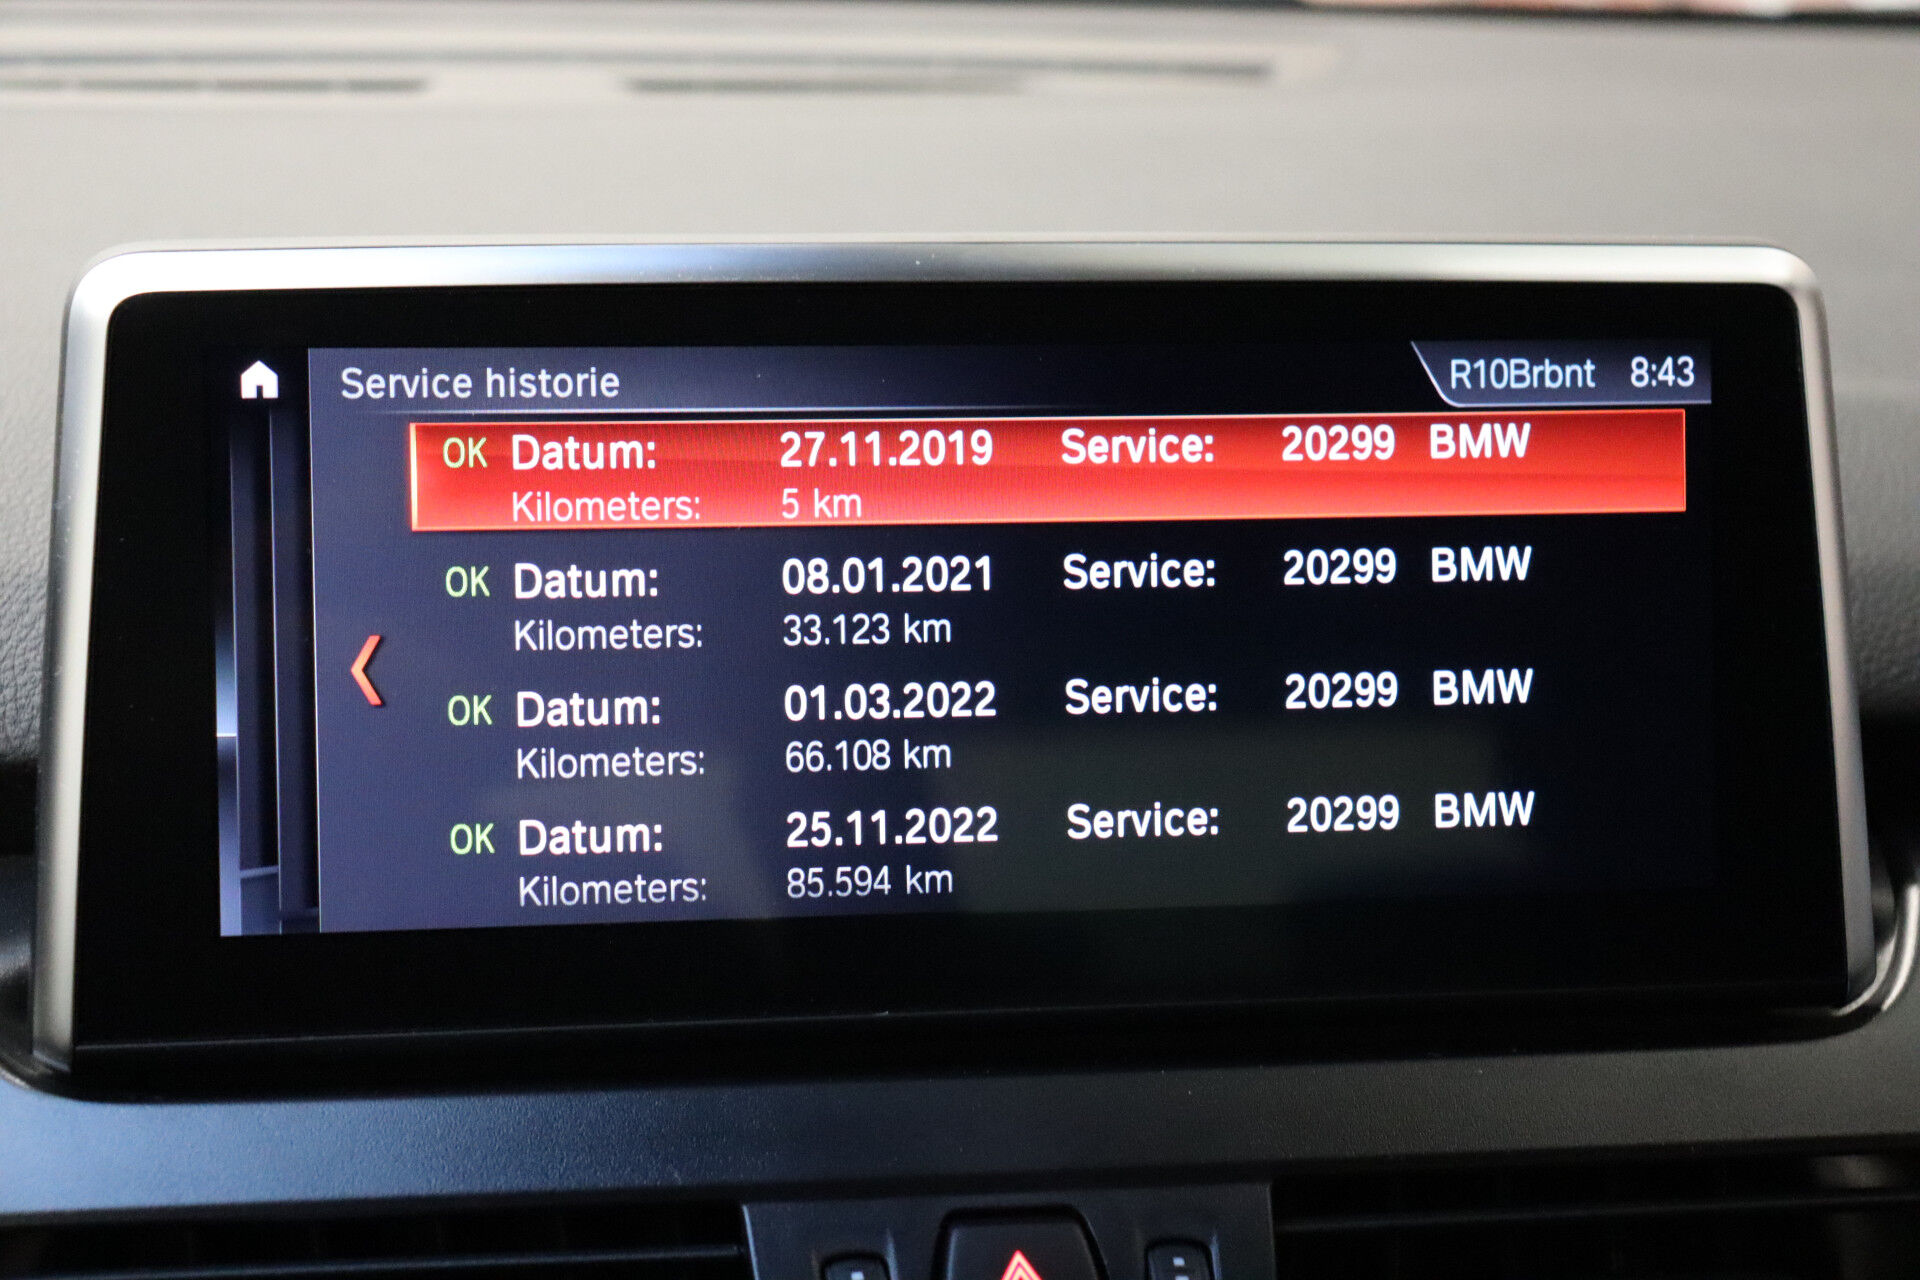 Service historie R10Brbnt 8:43
OK Datum: 27.11.2019 Service: 20299 BMW
Kilometers: 5 km
OK Datum: 08.01.2021 Service: 20299 BMW
Kilometers: 33.123 km
OK Datum: 01.03.2022 Service: 20299 BMW
Kilometers: 66.108 km
OK Datum: 25.11.2022 Service: 20299 BMW
Kilometers: 85.594 km